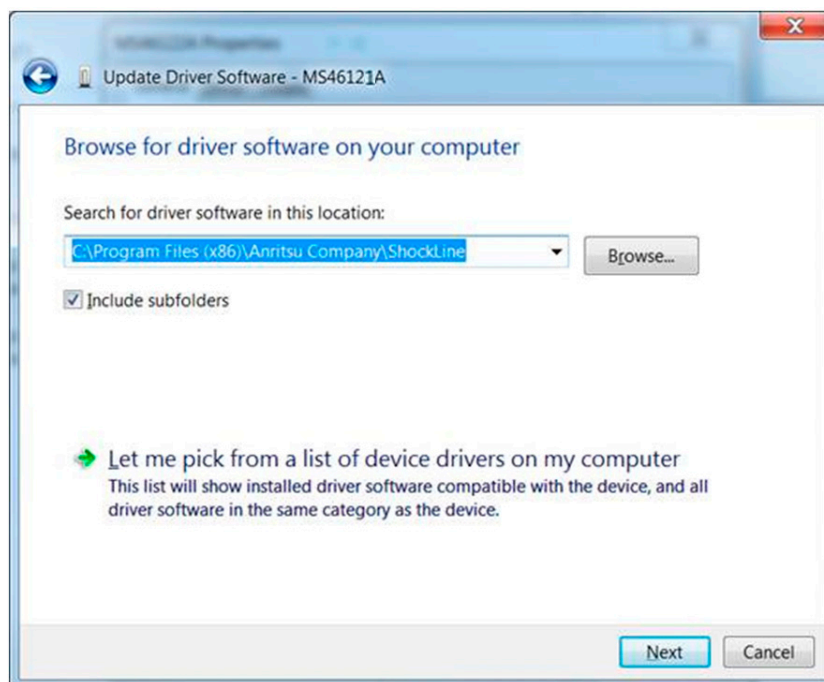 Update Driver Software - MS46121A
Browse for driver software on your computer
Search for driver software in this location:
C:\Program Files (x86)\Anritsu Company\ShockLine
Browse...
Include subfolders
Let me pick from a list of device drivers on my computer
This list will show installed driver software compatible with the device, and all
driver software in the same category as the device.
Next Cancel